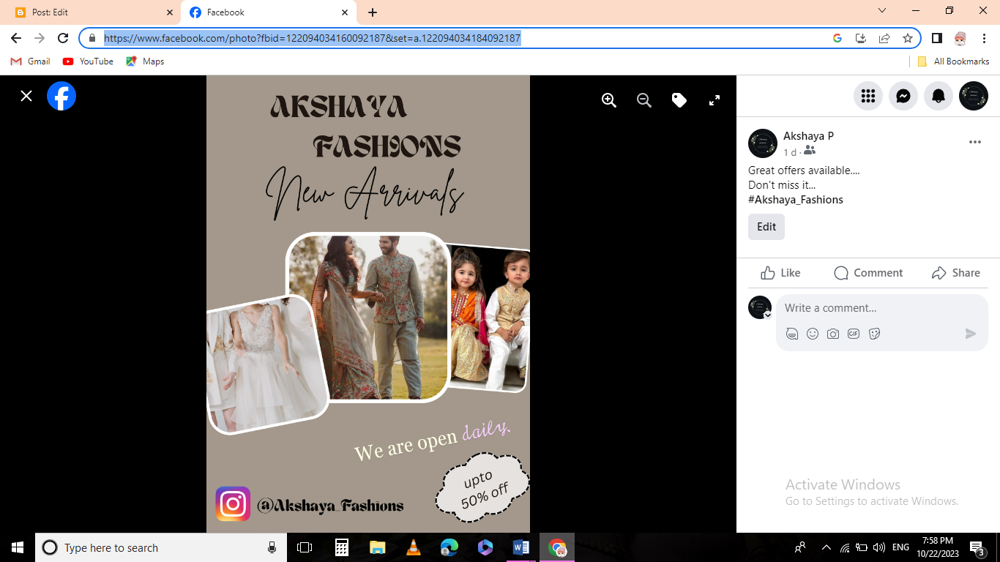 Post: Edit
Facebook
https://www.facebook.com/photo?fbid=122094034160092187&set=a.122094034184092187
Gmail
YouTube
Maps
All Bookmarks
AKSHAYA
FASHIONS
New Arrivals
We are open daily.
upto
50% off
@Akshaya_Fashions
Akshaya P
1 d ·
Great offers available....
Don't miss it...
#Akshaya_Fashions
Edit
Like
Comment
Share
Write a comment...
GIF
Activate Windows
Go to Settings to activate Windows.
Type here to search
ENG
7:58 PM
10/22/2023
3